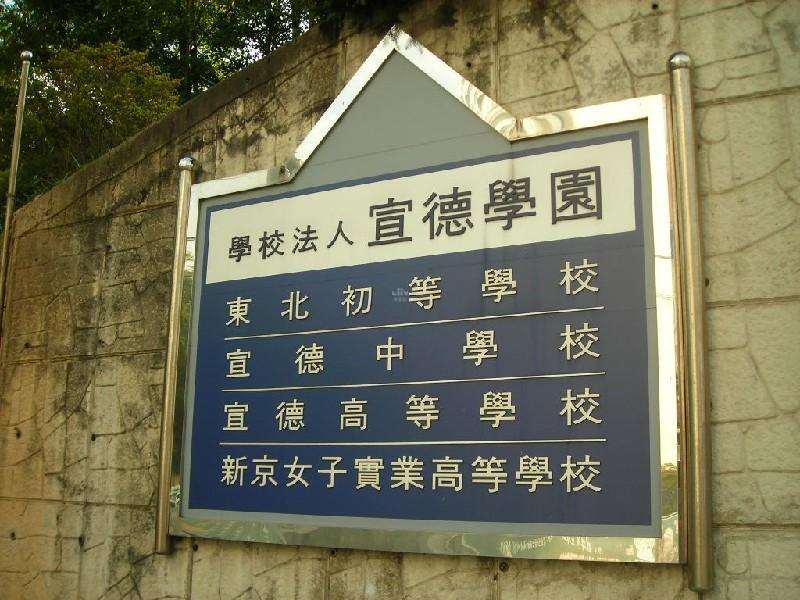 學校法人 宣德學園
東北初等學校
宣德中學校
宣德高等學校
新京女子實業高等學校